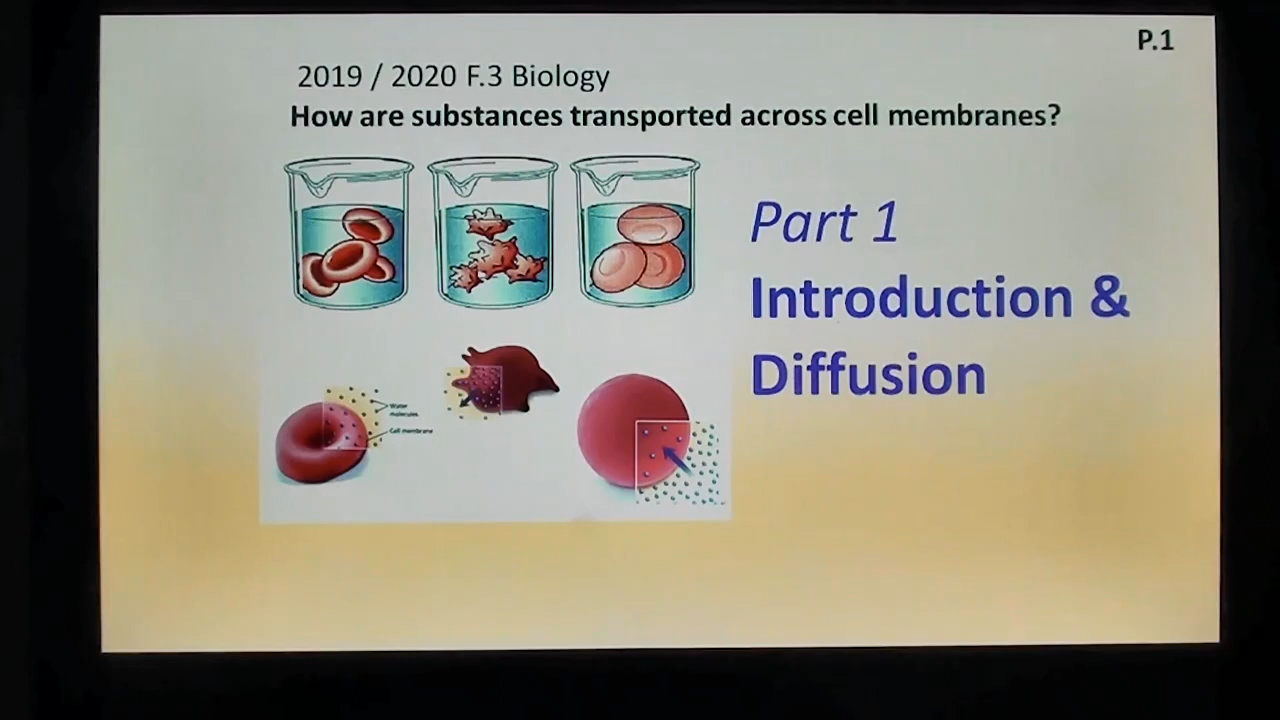 P.1
2019 / 2020 F.3 Biology
How are substances transported across cell membranes?
Part 1
Introduction &
Diffusion
Water
molecules
Cell membrane